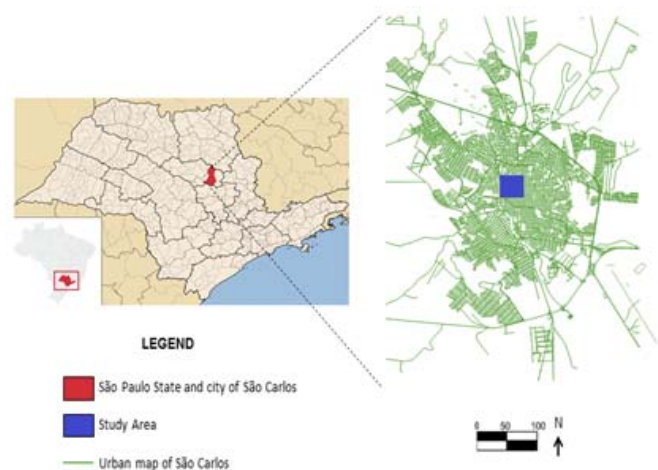 LEGEND
São Paulo State and city of São Carlos
Study Area
Urban map of São Carlos
0 50 100
N